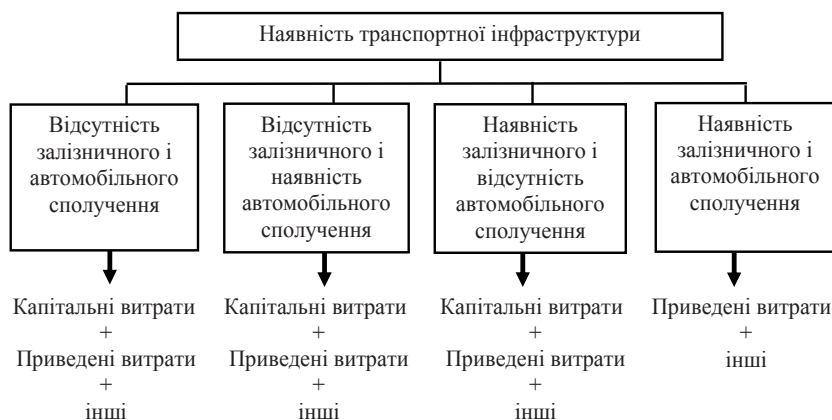 Наявність транспортної інфраструктури
Відсутність
залізничного і
автомобільного
сполучення
Відсутність
залізничного і
наявність
автомобільного
сполучення
Наявність
залізничного і
відсутність
автомобільного
сполучення
Наявність
залізничного і
автомобільного
сполучення
Капітальні витрати
+
Приведені витрати
+
інші
Капітальні витрати
+
Приведені витрати
+
інші
Капітальні витрати
+
Приведені витрати
+
інші
Приведені витрати
+
інші